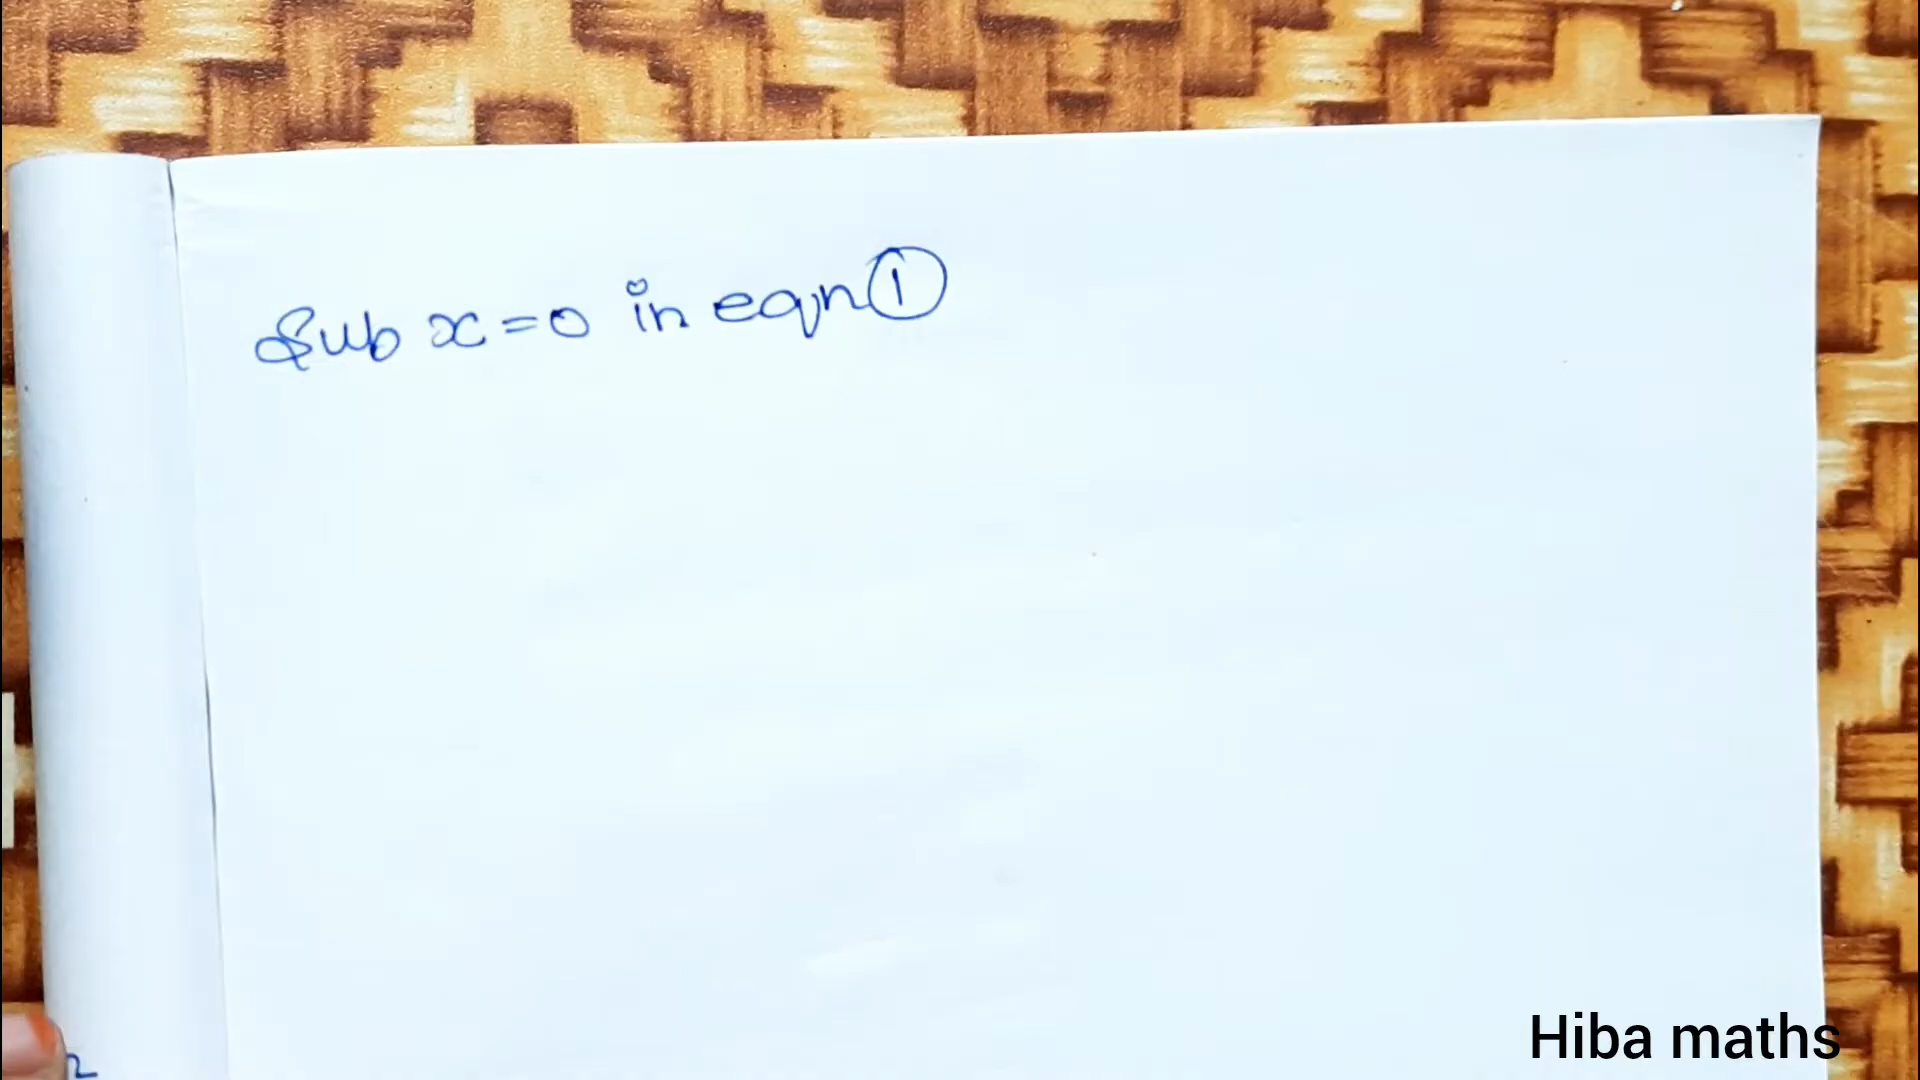 Sub x=0 in eqn ①
Hiba maths